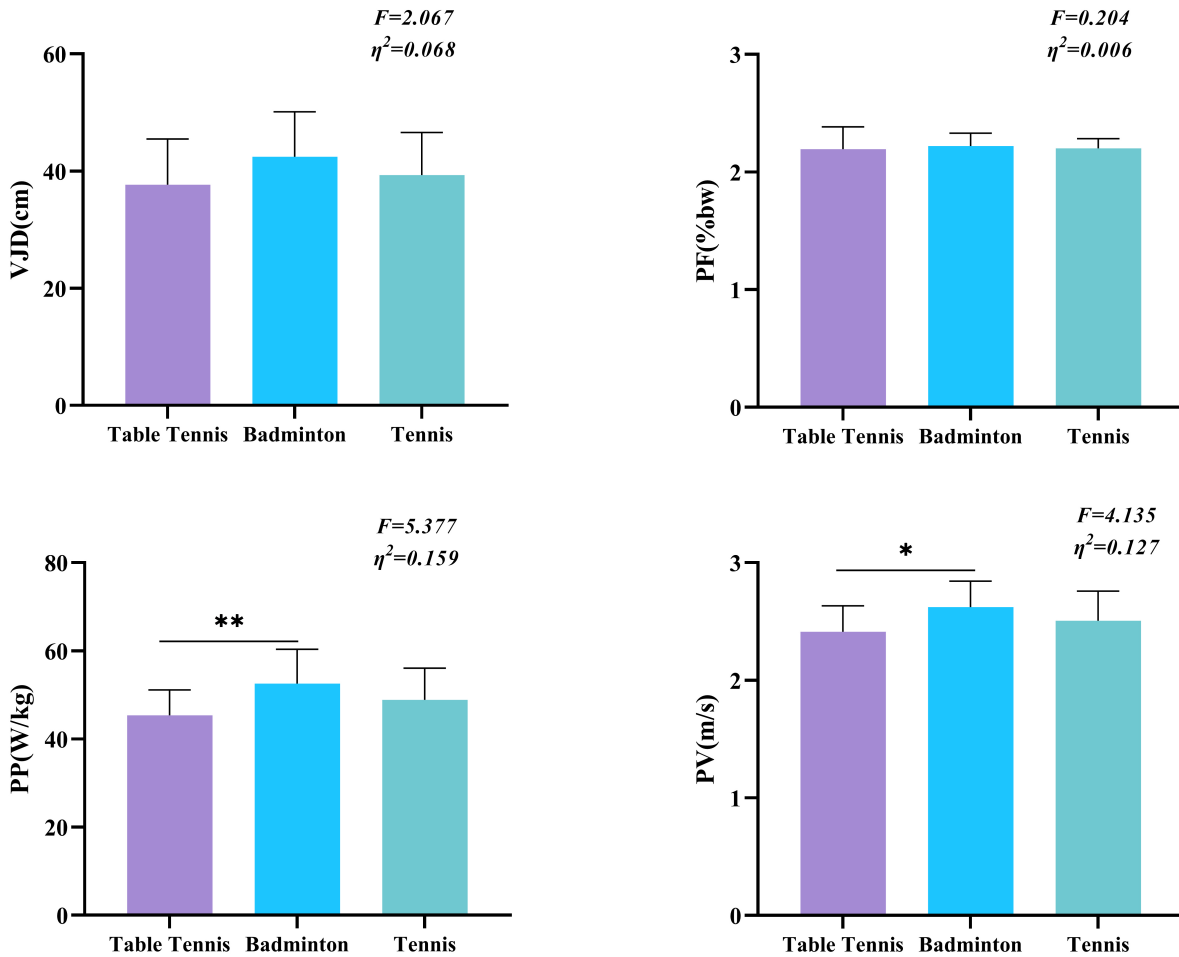 F=2.067
η²=0.068
60
40
20
0
VJD(cm)
Table Tennis Badminton Tennis
F=0.204
η²=0.006
3
2
1
0
PF(%bw)
Table Tennis Badminton Tennis
F=5.377
η²=0.159
80
60
40
20
0
PP(W/kg)
**
Table Tennis Badminton Tennis
F=4.135
η²=0.127
3
2
1
0
PV(m/s)
*
Table Tennis Badminton Tennis